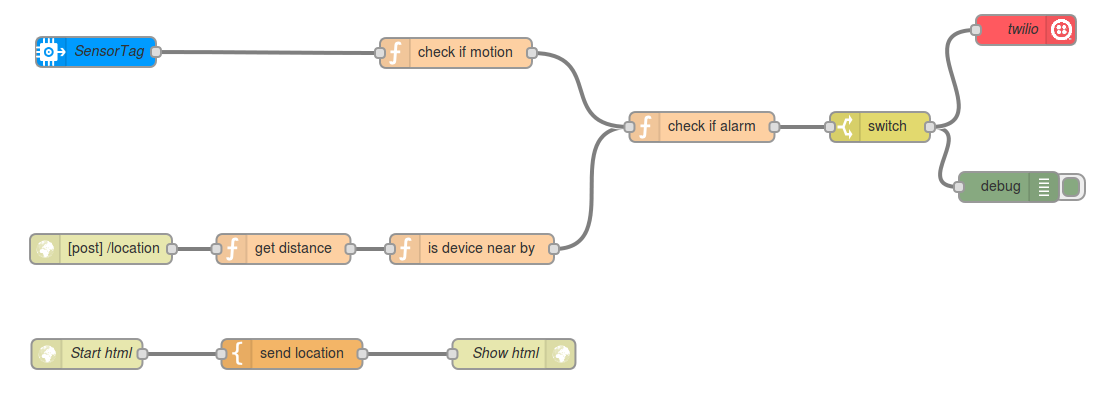 SensorTag
check if motion
twilio
check if alarm
switch
debug
[post] /location
get distance
is device near by
Start html
send location
Show html